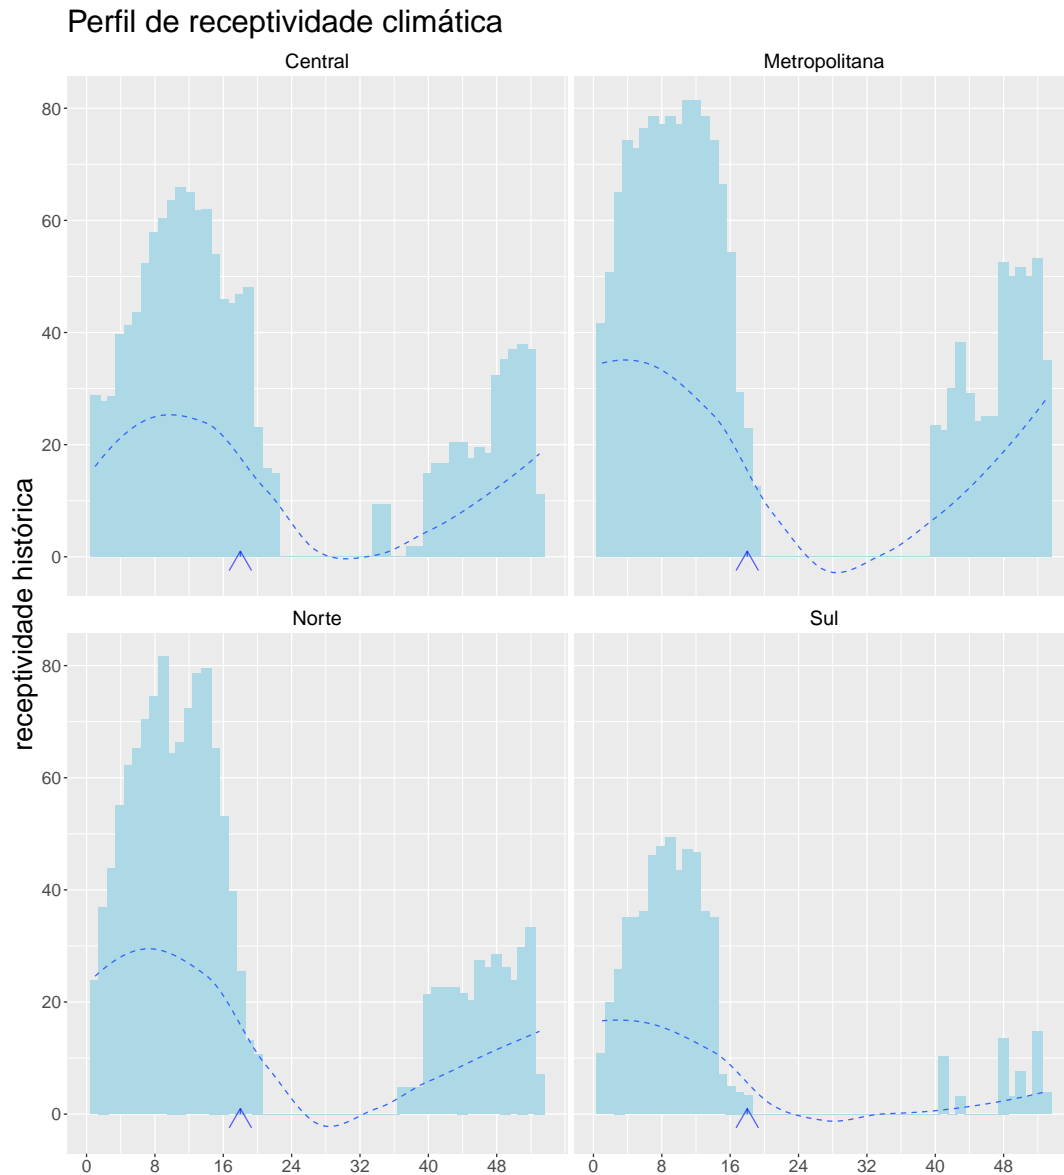 Perfil de receptividade climática
Central
Metropolitana
80
60
40
20
0
Norte
Sul
80
60
40
20
0
receptividade histórica
0 8 16 24 32 40 48
0 8 16 24 32 40 48